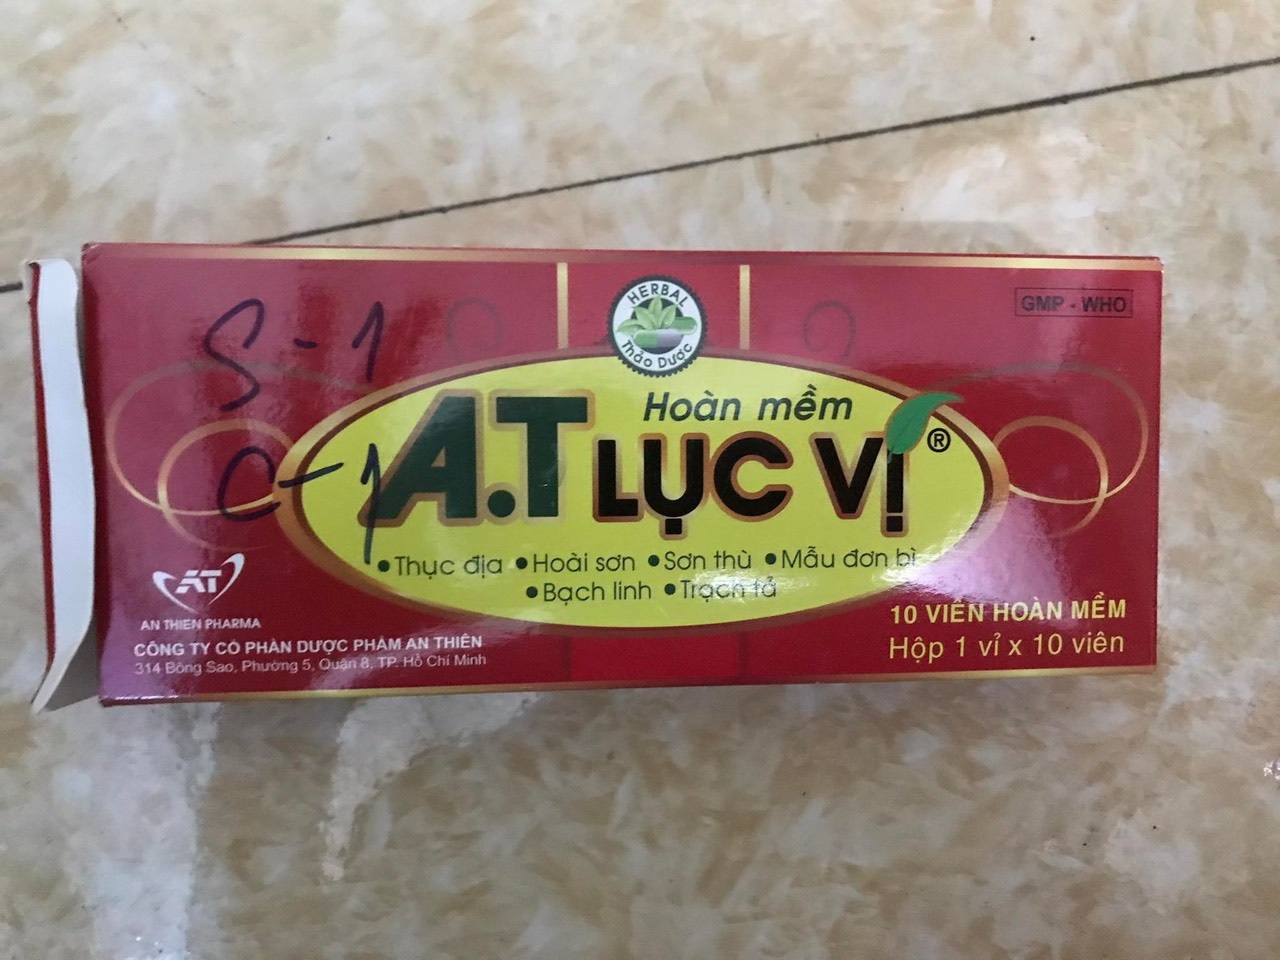 HERBAL
Thảo Dược
GMP - WHO
S - 1
C - 1
Hoàn mềm
A.T LỤC VỊ ®
• Thục địa • Hoài sơn • Sơn thù • Mẫu đơn bì
• Bạch linh • Trạch tả
AT
AN THIEN PHARMA
CÔNG TY CỔ PHẦN DƯỢC PHẨM AN THIÊN
314 Bông Sao, Phường 5, Quận 8, TP. Hồ Chí Minh
10 VIÊN HOÀN MỀM
Hộp 1 vỉ x 10 viên